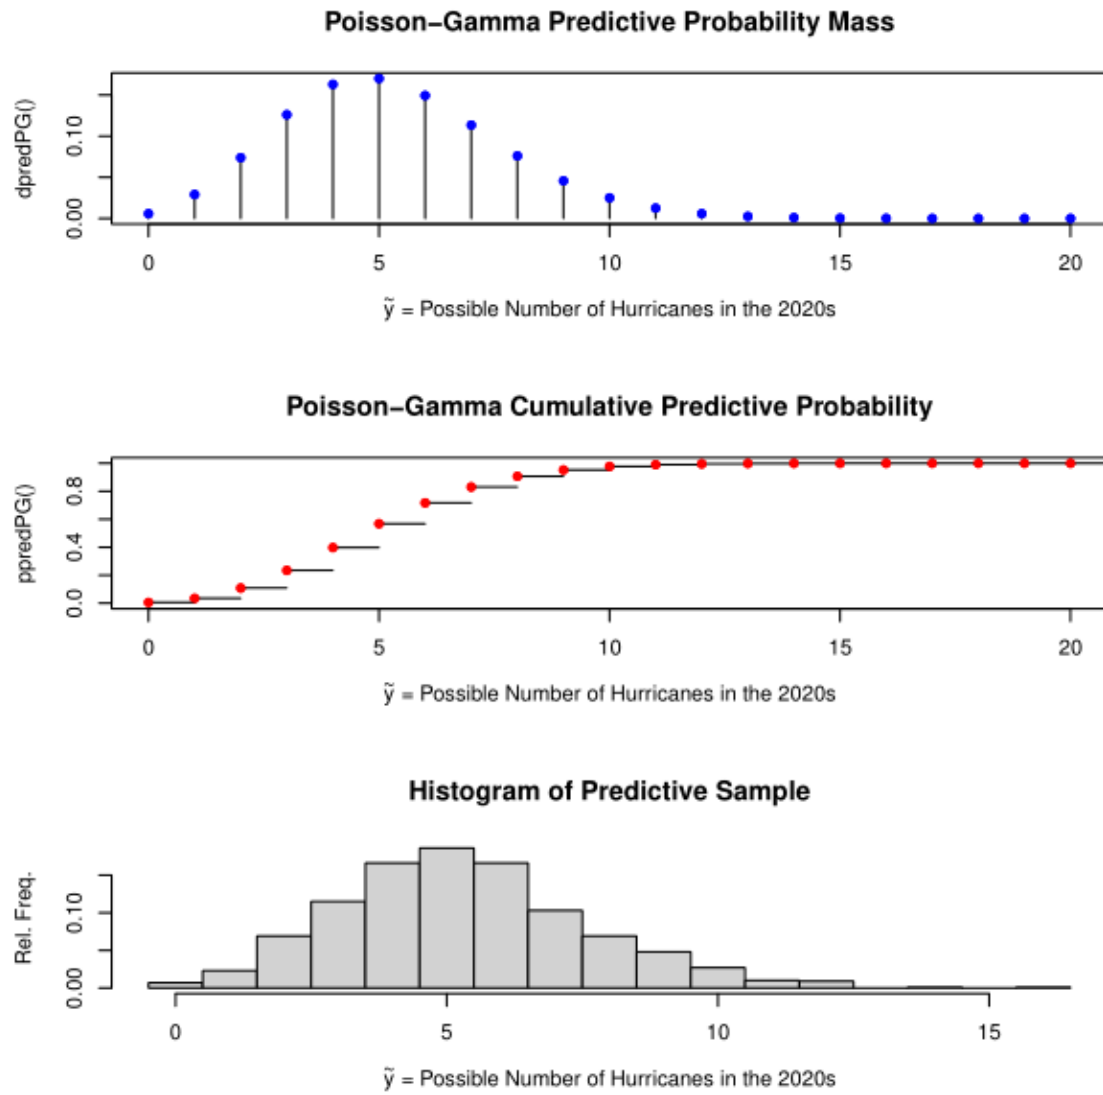 Poisson−Gamma Predictive Probability Mass
dpredPG()
0.00 0.10
0 5 10 15 20
ỹ = Possible Number of Hurricanes in the 2020s
Poisson−Gamma Cumulative Predictive Probability
ppredPG()
0.0 0.4 0.8
0 5 10 15 20
ỹ = Possible Number of Hurricanes in the 2020s
Histogram of Predictive Sample
Rel. Freq.
0.00 0.10
0 5 10 15
ỹ = Possible Number of Hurricanes in the 2020s